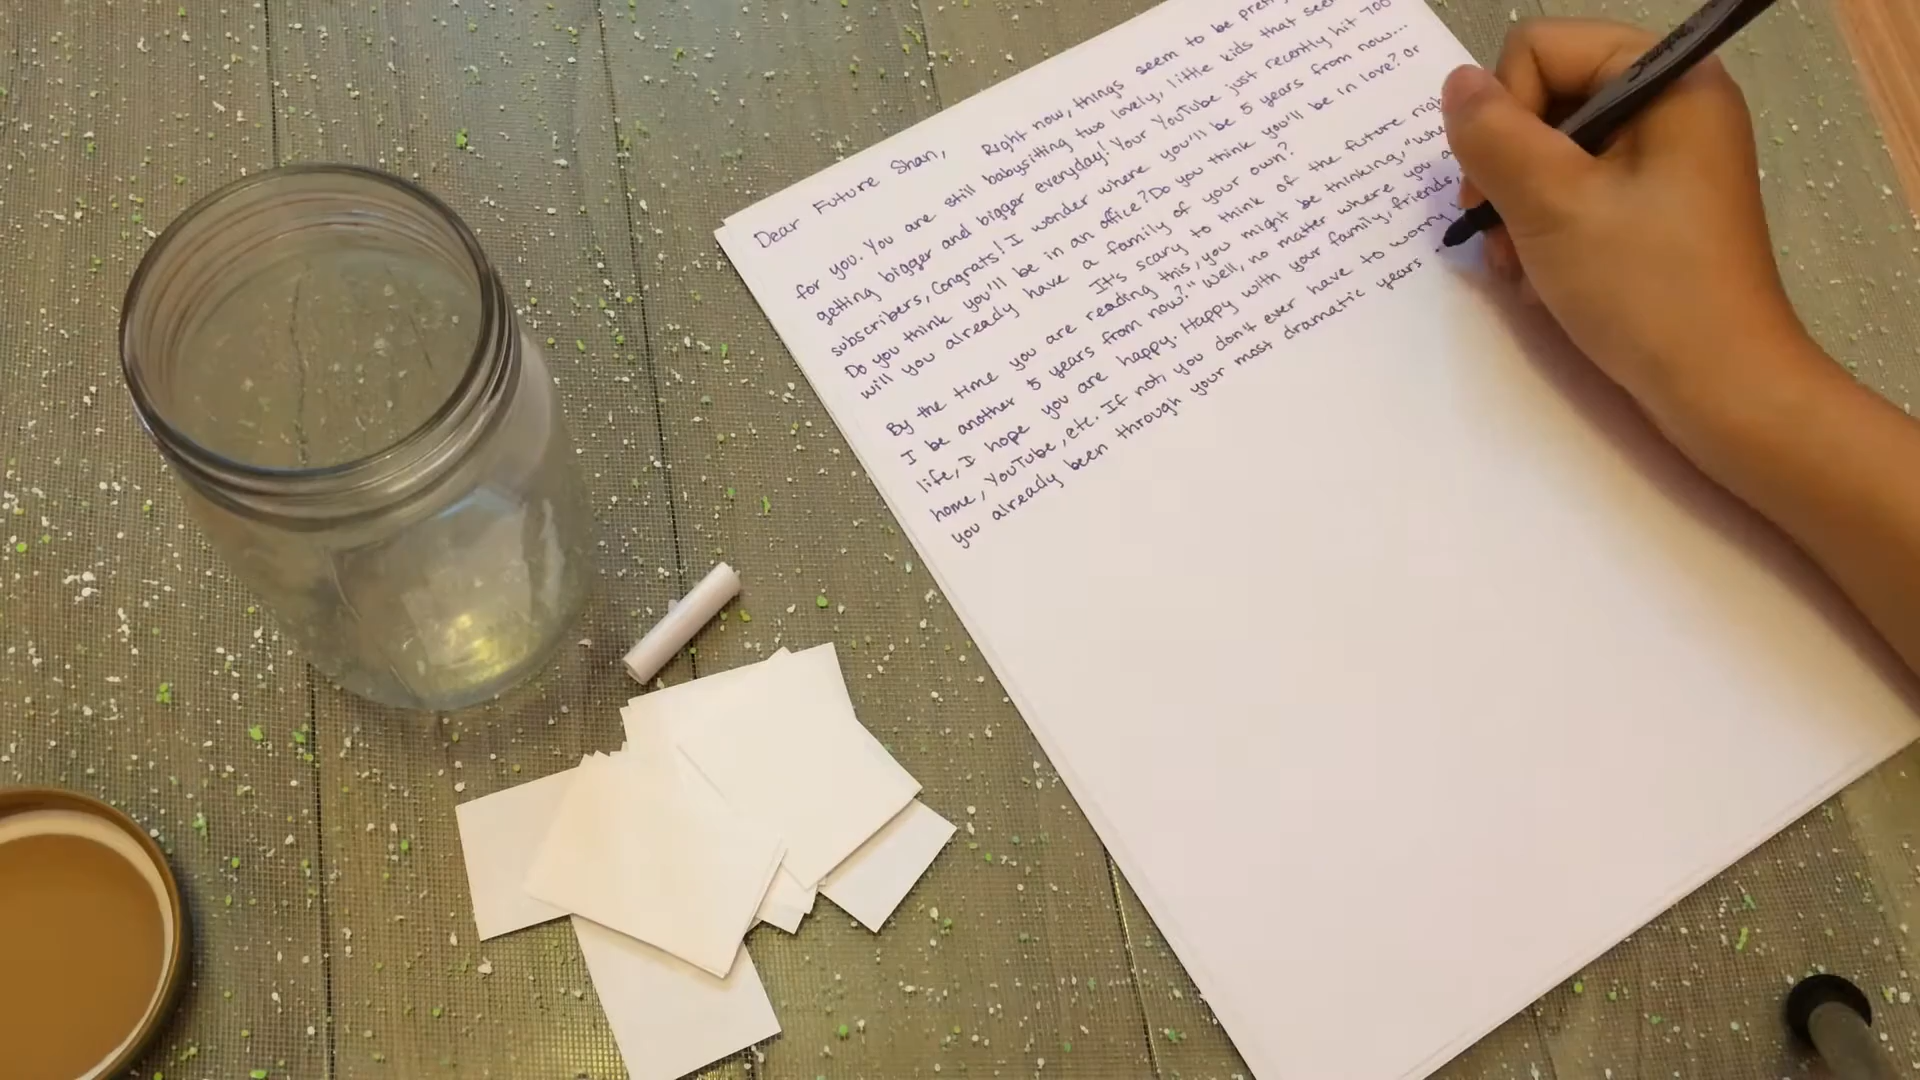 Dear Future Shan,
Right now, things seem to be
for you. You are still babysitting two lovely, little kids that
getting bigger and bigger everyday! Your YouTube just recently hit 700
subscribers, Congrats! I wonder where you'll be 5 years from now...
Do you think you'll be in an office? Do you think you'll be in love? Or
will you already have a family of your own?
It's scary to think of the future
By the time you are reading this, you might be thinking, "
I be another 5 years from now?" Well, no matter where you
life, I hope you are happy. Happy with your family, friends,
home, YouTube, etc. If not, you don't ever have to worry
you already been through your most dramatic years